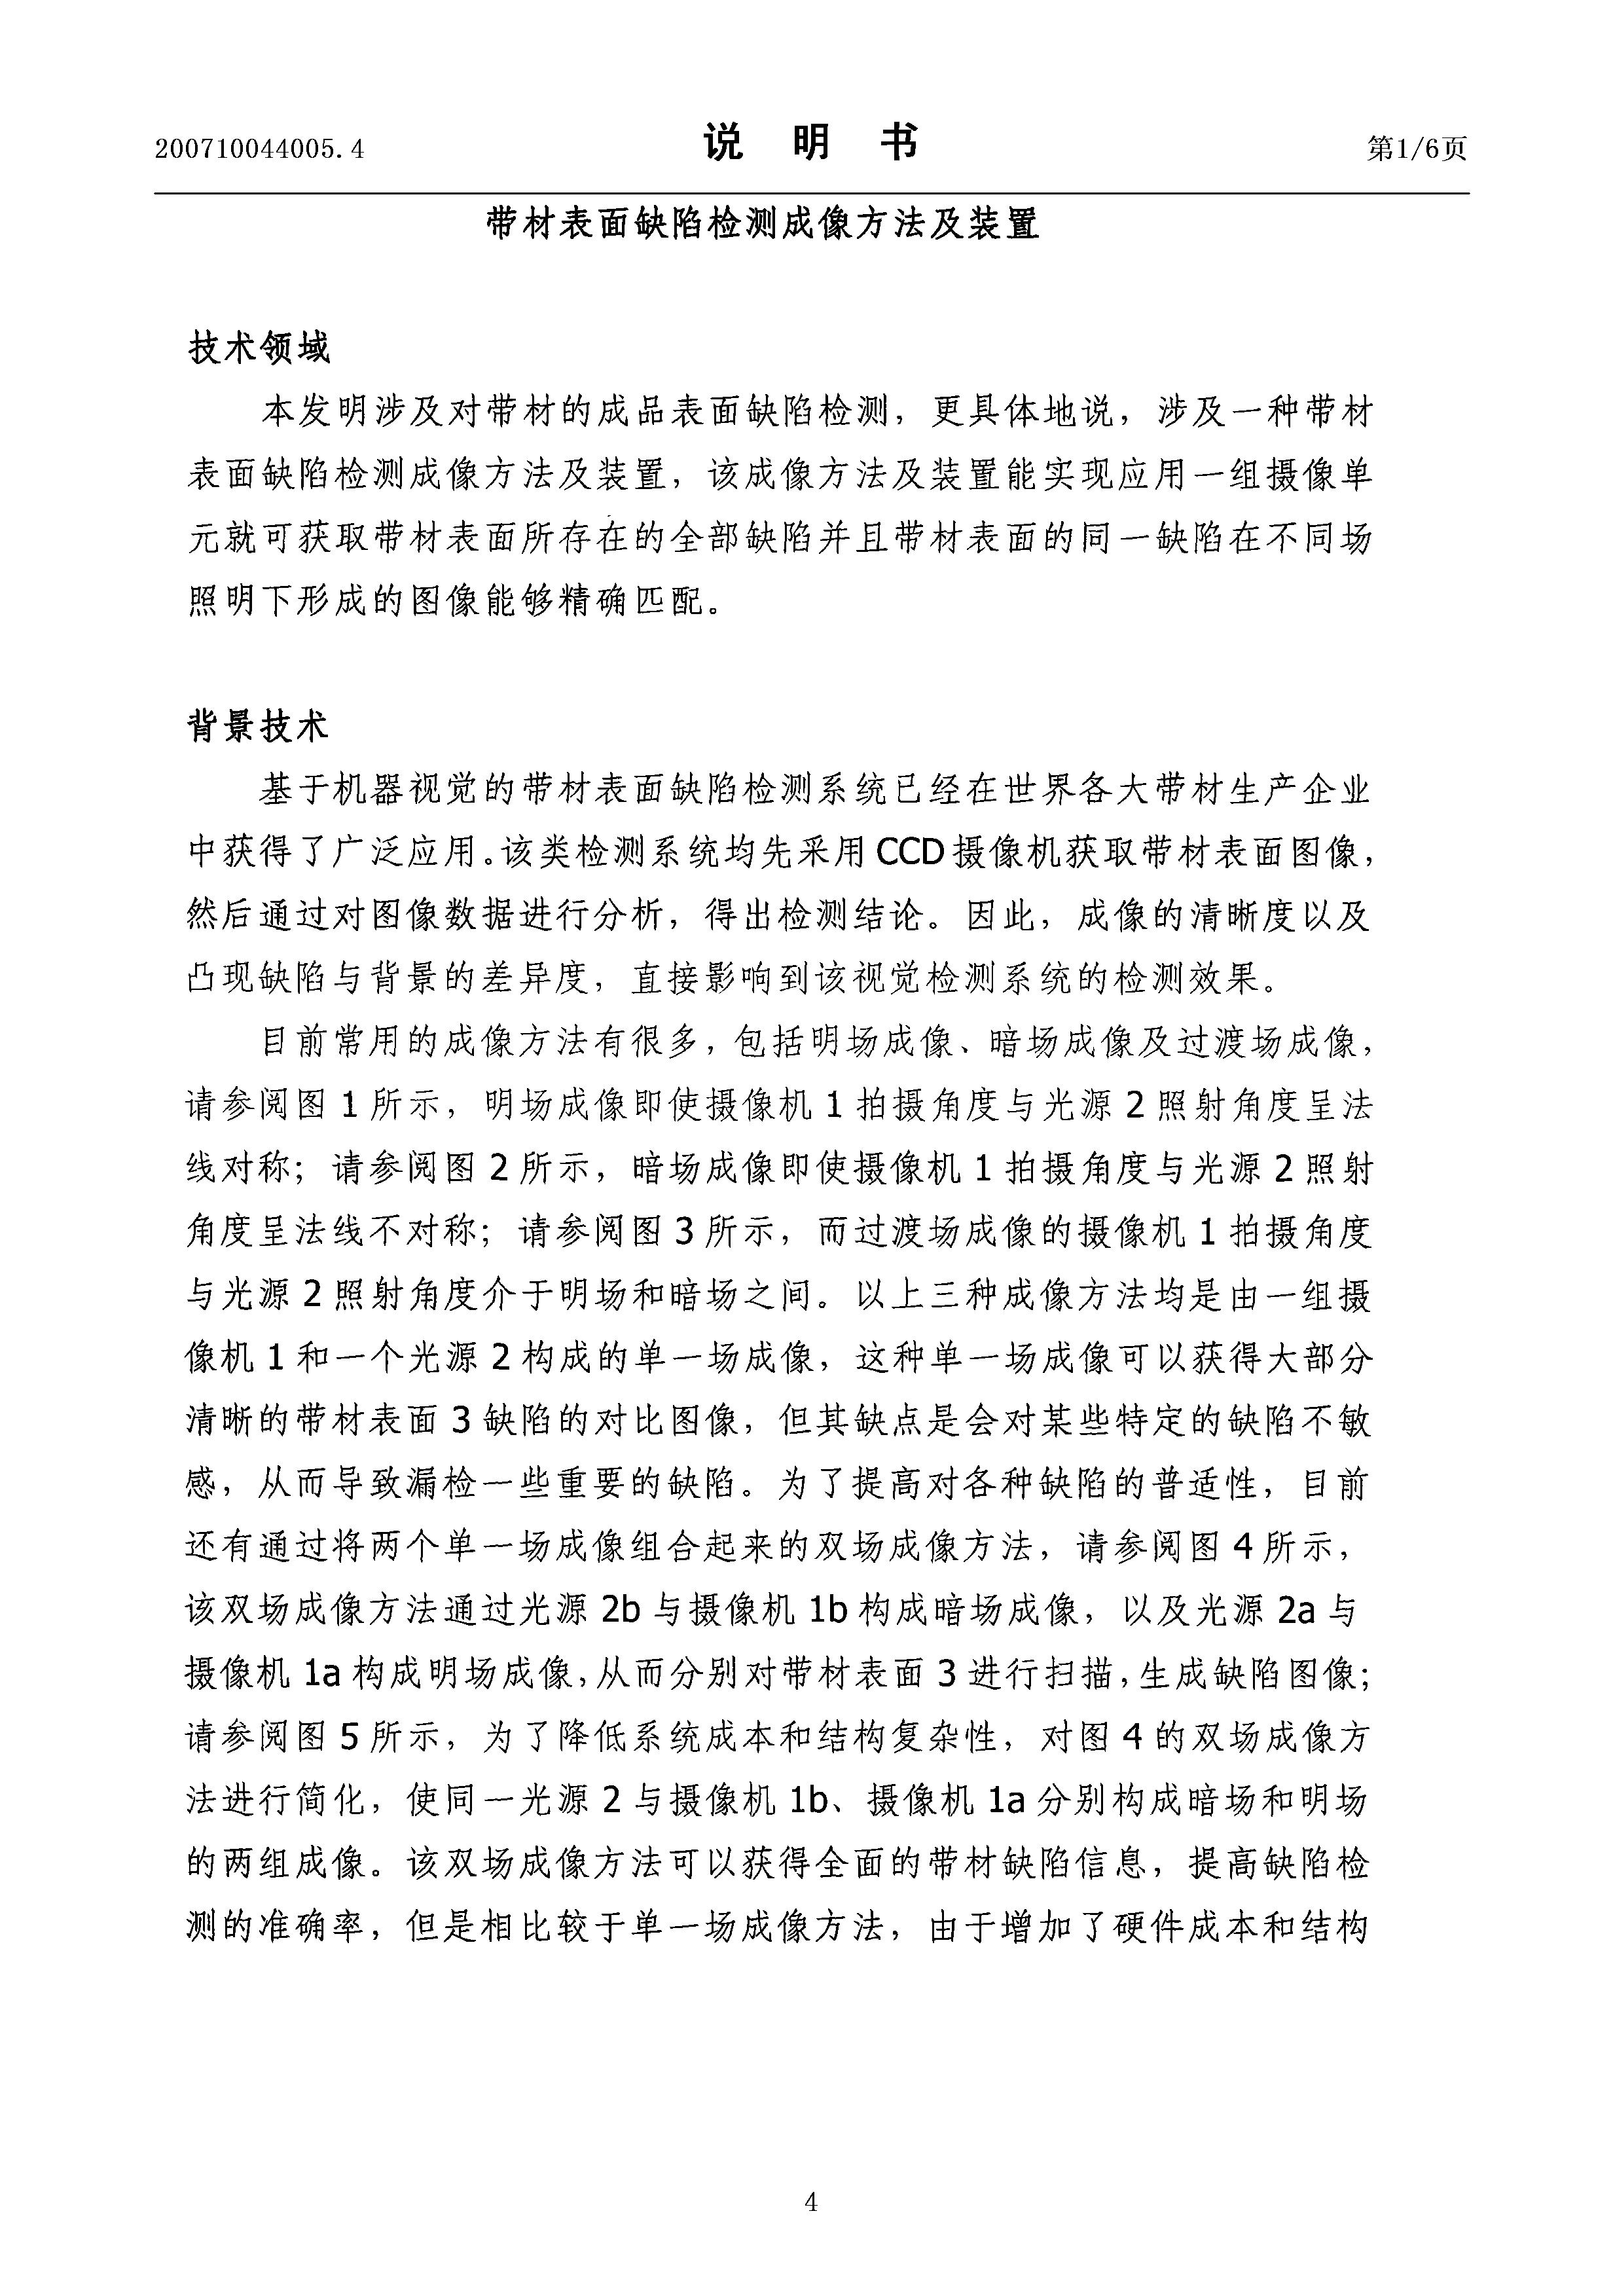 200710044005.4
说 明 书
第1/6页
带材表面缺陷检测成像方法及装置
技术领域
本发明涉及对带材的成品表面缺陷检测，更具体地说，涉及一种带材
表面缺陷检测成像方法及装置，该成像方法及装置能实现应用一组摄像单
元就可获取带材表面所存在的全部缺陷并且带材表面的同一缺陷在不同场
照明下形成的图像能够精确匹配。
背景技术
基于机器视觉的带材表面缺陷检测系统已经在世界各大带材生产企业
中获得了广泛应用。该类检测系统均先采用 CCD 摄像机获取带材表面图像，
然后通过对图像数据进行分析，得出检测结论。因此，成像的清晰度以及
凸现缺陷与背景的差异度，直接影响到该视觉检测系统的检测效果。
目前常用的成像方法有很多，包括明场成像、暗场成像及过渡场成像，
请参阅图 1 所示，明场成像即使摄像机 1 拍摄角度与光源 2 照射角度呈法
线对称；请参阅图 2 所示，暗场成像即使摄像机 1 拍摄角度与光源 2 照射
角度呈法线不对称；请参阅图 3 所示，而过渡场成像的摄像机 1 拍摄角度
与光源 2 照射角度介于明场和暗场之间。以上三种成像方法均是由一组摄
像机 1 和一个光源 2 构成的单一场成像，这种单一场成像可以获得大部分
清晰的带材表面 3 缺陷的对比图像，但其缺点是会对某些特定的缺陷不敏
感，从而导致漏检一些重要的缺陷。为了提高对各种缺陷的普适性，目前
还有通过将两个单一场成像组合起来的双场成像方法，请参阅图 4 所示，
该双场成像方法通过光源 2b 与摄像机 1b 构成暗场成像，以及光源 2a 与
摄像机 1a 构成明场成像，从而分别对带材表面 3 进行扫描，生成缺陷图像；
请参阅图 5 所示，为了降低系统成本和结构复杂性，对图 4 的双场成像方
法进行简化，使同一光源 2 与摄像机 1b、摄像机 1a 分别构成暗场和明场
的两组成像。该双场成像方法可以获得全面的带材缺陷信息，提高缺陷检
测的准确率，但是相比较于单一场成像方法，由于增加了硬件成本和结构
4